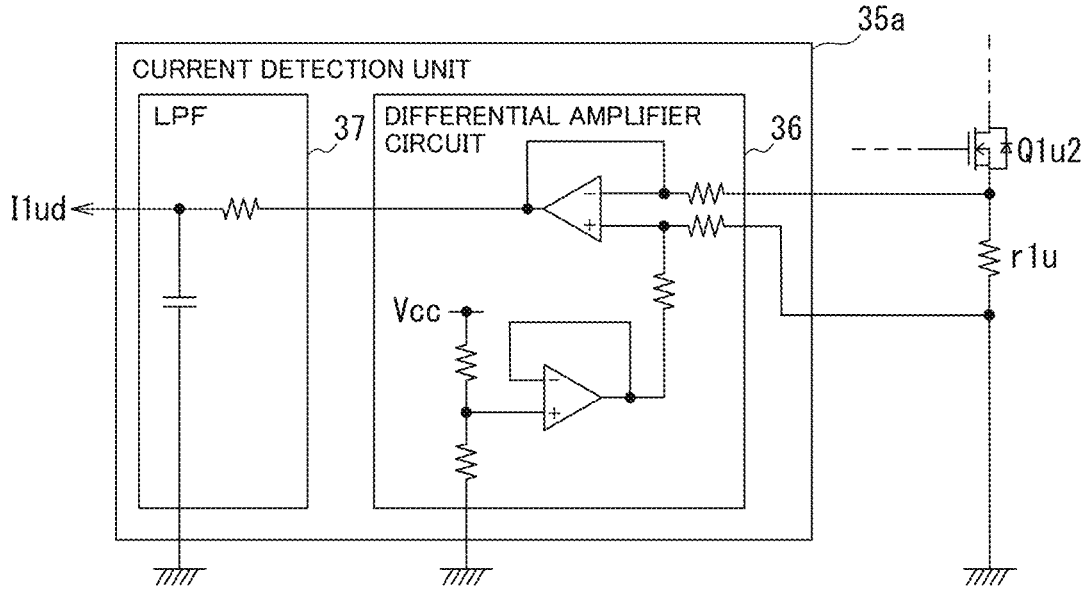 35a
CURRENT DETECTION UNIT
LPF
37
DIFFERENTIAL AMPLIFIER
CIRCUIT
36
Q1u2
I1ud
−
+
r1u
Vcc
−
+